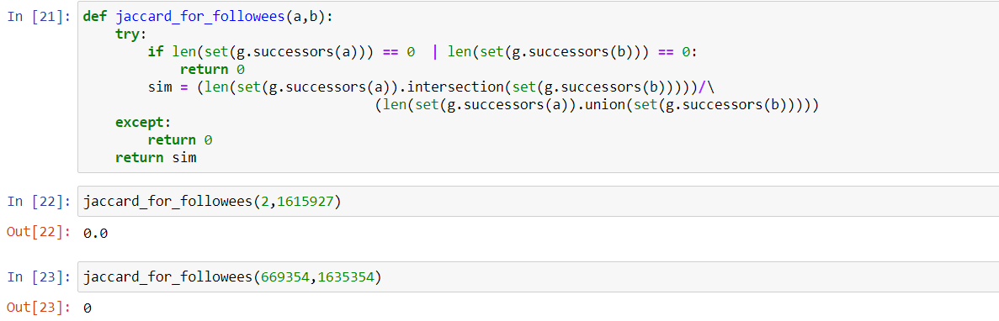 In [21]: def jaccard_for_followees(a,b):
    try:
        if len(set(g.successors(a))) == 0  | len(set(g.successors(b))) == 0:
            return 0
        sim = (len(set(g.successors(a)).intersection(set(g.successors(b)))))/\
                                    (len(set(g.successors(a)).union(set(g.successors(b)))))
    except:
        return 0
    return sim
In [22]: jaccard_for_followees(2,1615927)
Out[22]: 0.0
In [23]: jaccard_for_followees(669354,1635354)
Out[23]: 0